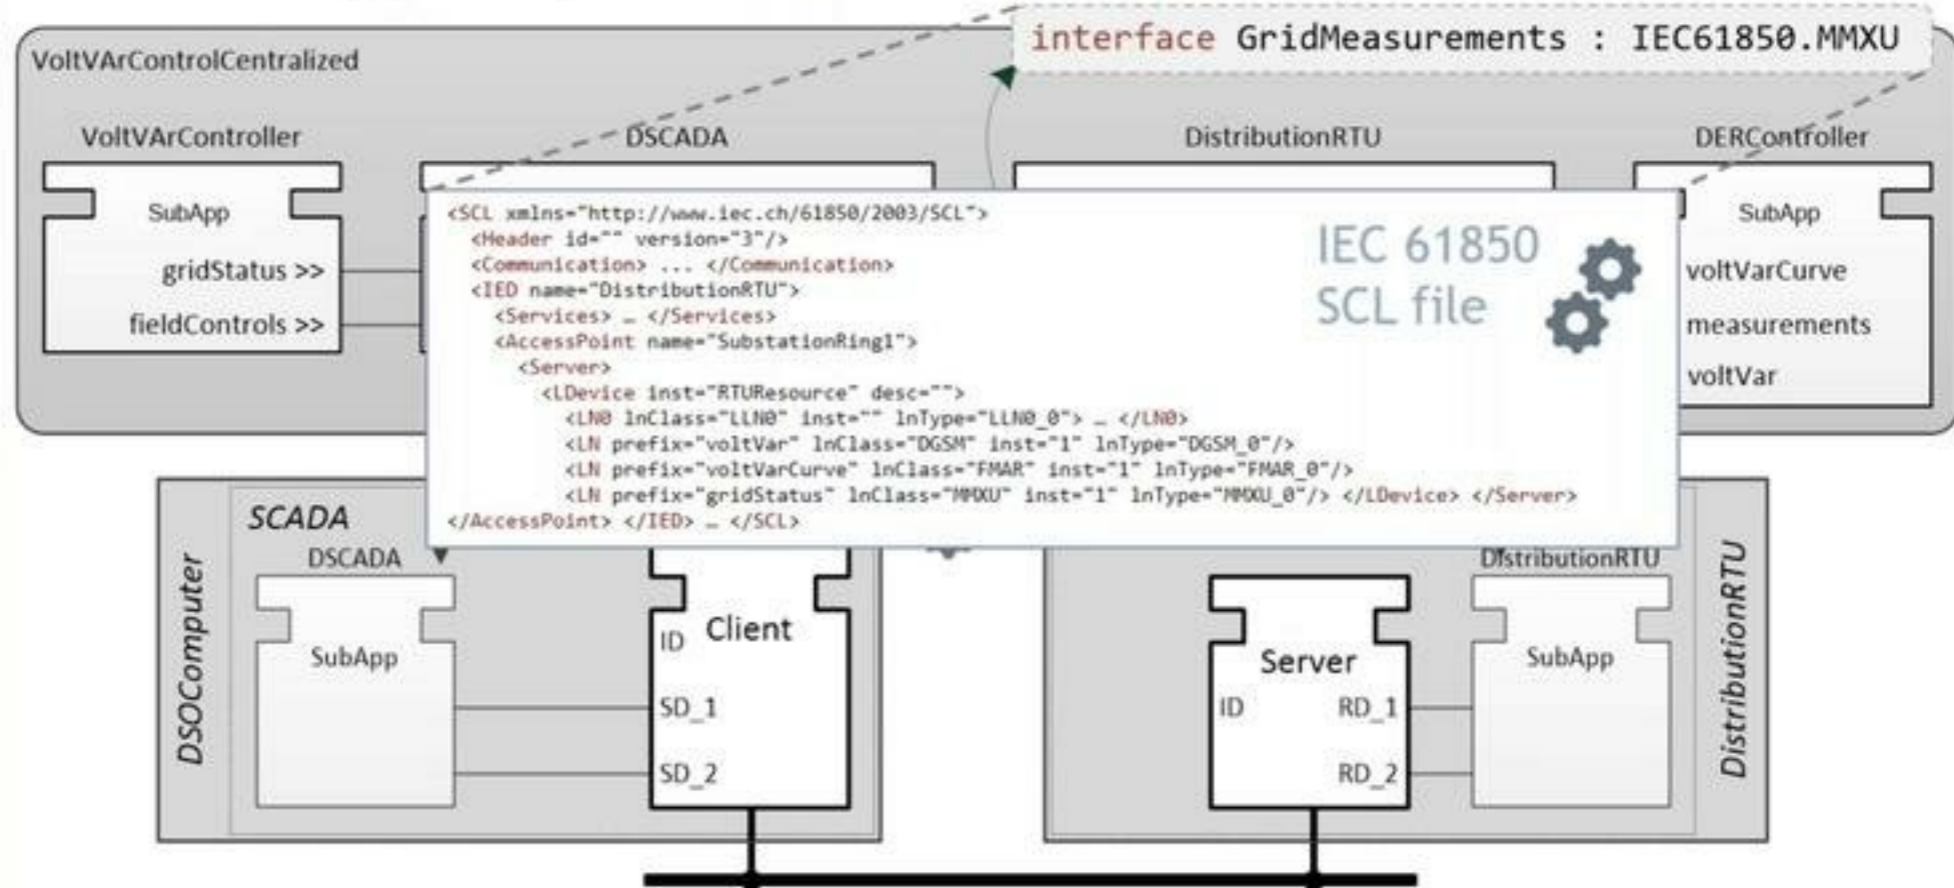 interface GridMeasurements : IEC61850.MMXU
VoltVArControlCentralized
VoltVArController
DSCADA
DistributionRTU
DERController
SubApp
gridStatus >>
fieldControls >>
<SCL xmlns="http://www.iec.ch/61850/2003/SCL">
<Header id="" version="3"/>
<Communication> ... </Communication>
<IED name="DistributionRTU">
<Services> … </Services>
<AccessPoint name="SubstationRing1">
<Server>
<LDevice inst="RTUResource" desc="">
<LN0 lnClass="LLN0" inst="" lnType="LLN0_0"> … </LN0>
<LN prefix="voltVar" lnClass="DGSM" inst="1" lnType="DGSM_0"/>
<LN prefix="voltVarCurve" lnClass="FMAR" inst="1" lnType="FMAR_0"/>
<LN prefix="gridStatus" lnClass="MMXU" inst="1" lnType="MMXU_0"/> </LDevice> </Server>
</AccessPoint> </IED> … </SCL>
IEC 61850
SCL file
SubApp
voltVarCurve
measurements
voltVar
DSOComputer
SCADA
DSCADA
SubApp
Client
ID
SD_1
SD_2
Server
ID
RD_1
RD_2
DistributionRTU
SubApp
DistributionRTU